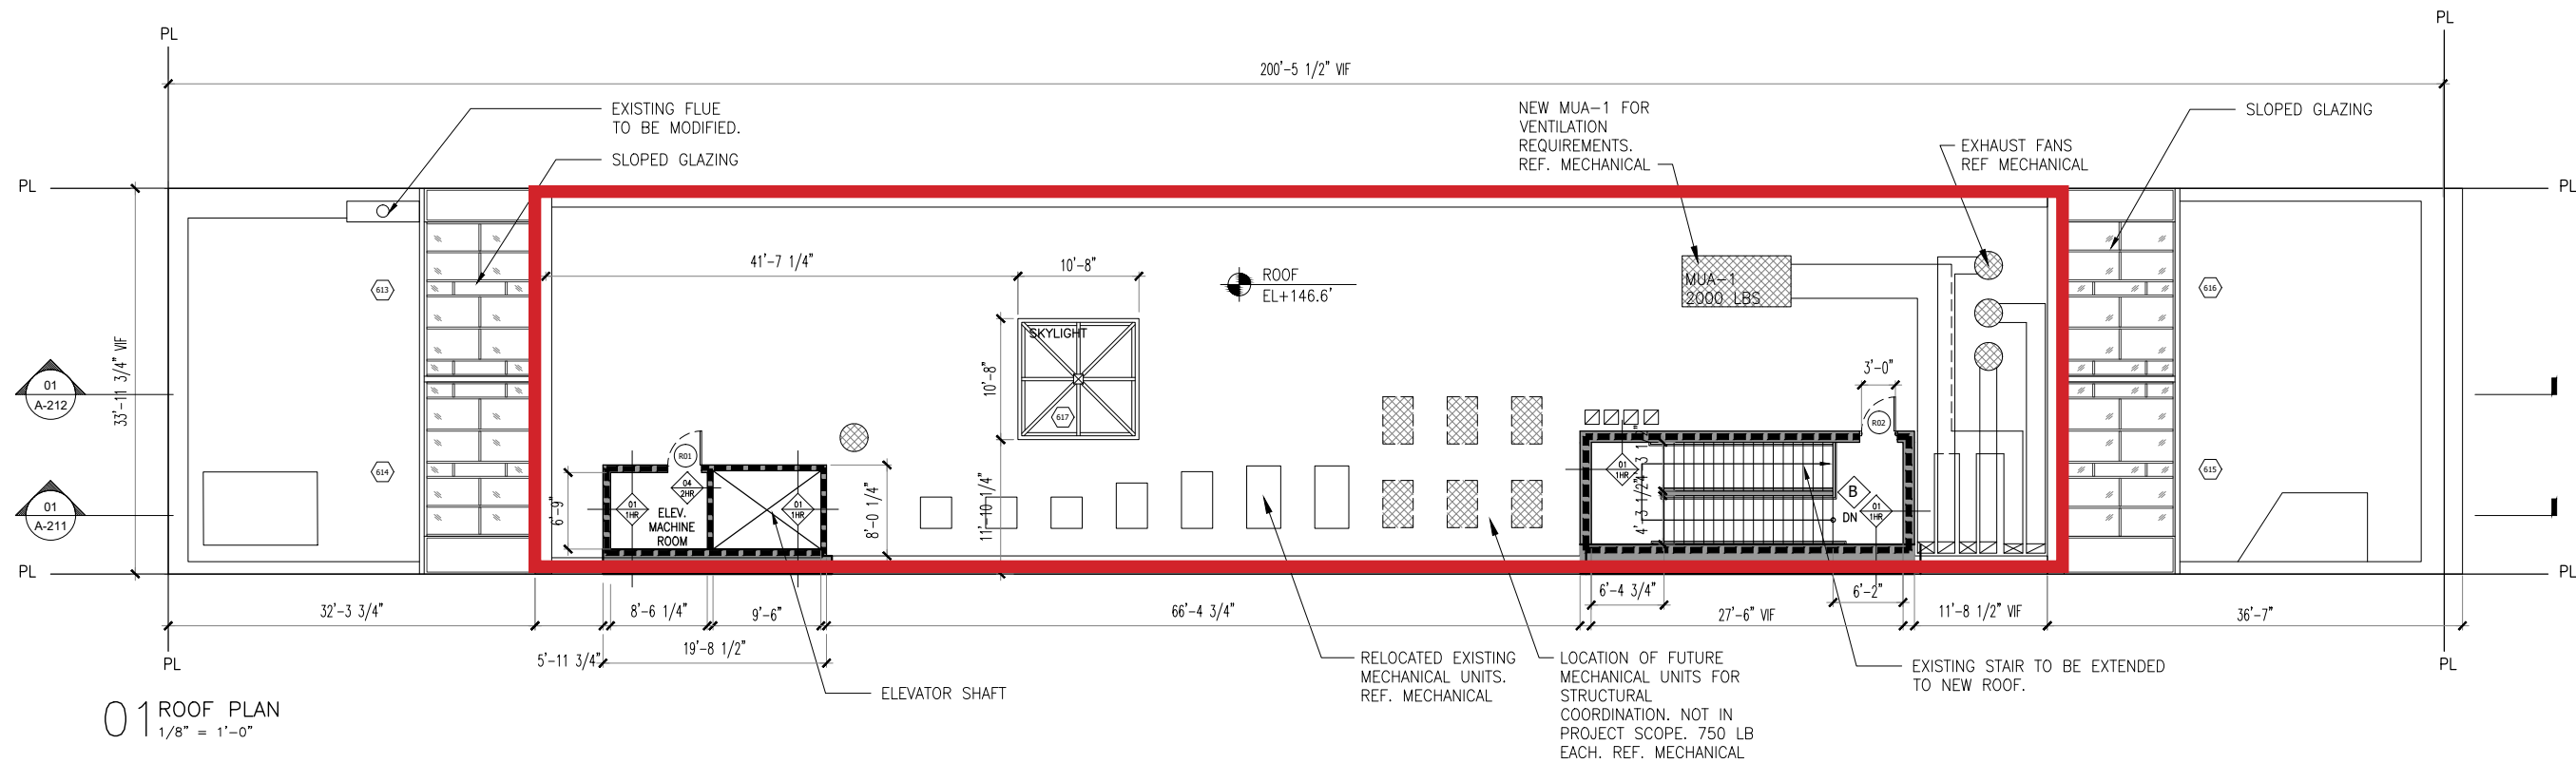 PL
PL
200'-5 1/2" VIF
EXISTING FLUE
TO BE MODIFIED.
SLOPED GLAZING
NEW MUA-1 FOR
VENTILATION
REQUIREMENTS.
REF. MECHANICAL
EXHAUST FANS
REF MECHANICAL
SLOPED GLAZING
PL
PL
41'-7 1/4"
10'-8"
ROOF
EL+146.6'
MUA-1
2000 LBS
613
616
SKYLIGHT
10'-8"
617
33'-11 3/4" VIF
01
A-212
3'-0"
R02
R01
614
615
01
1HR
04
2HR
01
1HR
01
1HR
01
1HR
B
DN
4'-3 1/2"
6'-9"
ELEV.
MACHINE
ROOM
8'-0 1/4"
11'-10 1/4"
01
A-211
PL
PL
32'-3 3/4"
8'-6 1/4"
9'-6"
66'-4 3/4"
6'-4 3/4"
27'-6" VIF
6'-2"
11'-8 1/2" VIF
36'-7"
5'-11 3/4"
19'-8 1/2"
PL
PL
ELEVATOR SHAFT
RELOCATED EXISTING
MECHANICAL UNITS.
REF. MECHANICAL
LOCATION OF FUTURE
MECHANICAL UNITS FOR
STRUCTURAL
COORDINATION. NOT IN
PROJECT SCOPE. 750 LB
EACH. REF. MECHANICAL
EXISTING STAIR TO BE EXTENDED
TO NEW ROOF.
01 ROOF PLAN
1/8" = 1'-0"